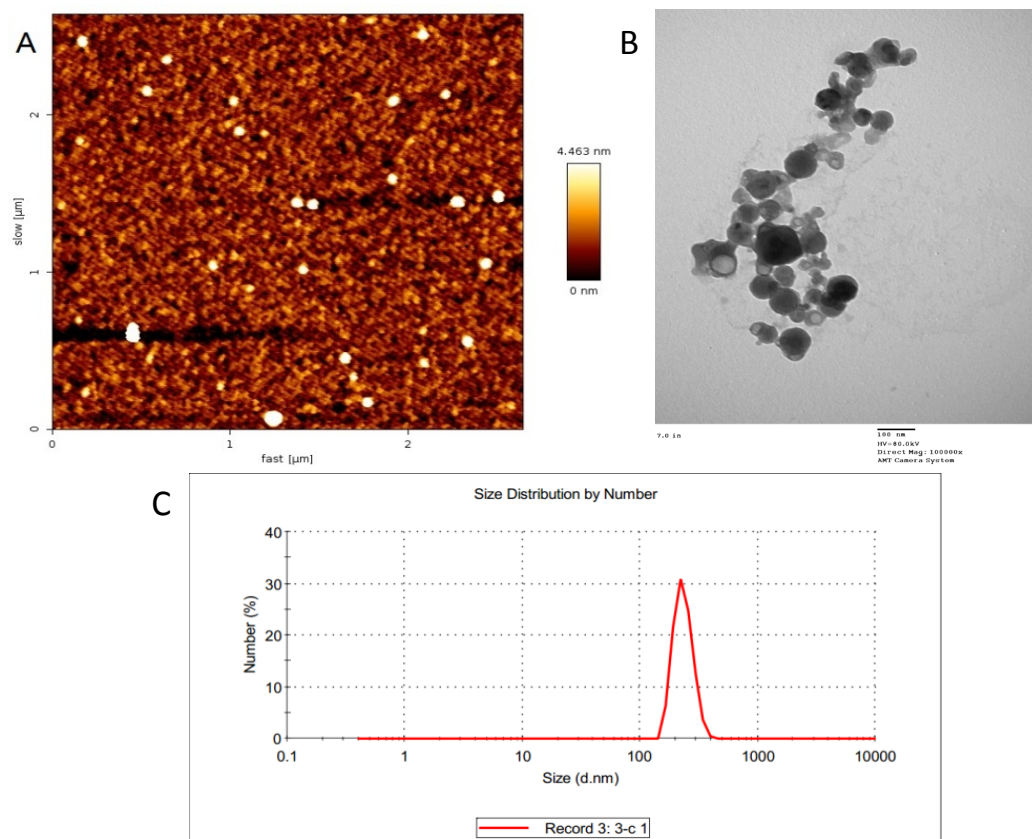 A
2
1
0
slow [µm]
0
1
2
fast [µm]
4.463 nm
0 nm
B
7.0 in
100 nm
HV=80.0kV
Direct Mag: 100000x
AMT Camera System
C
Size Distribution by Number
40
30
20
10
0
Number (%)
0.1
1
10
100
1000
10000
Size (d.nm)
Record 3: 3-c 1